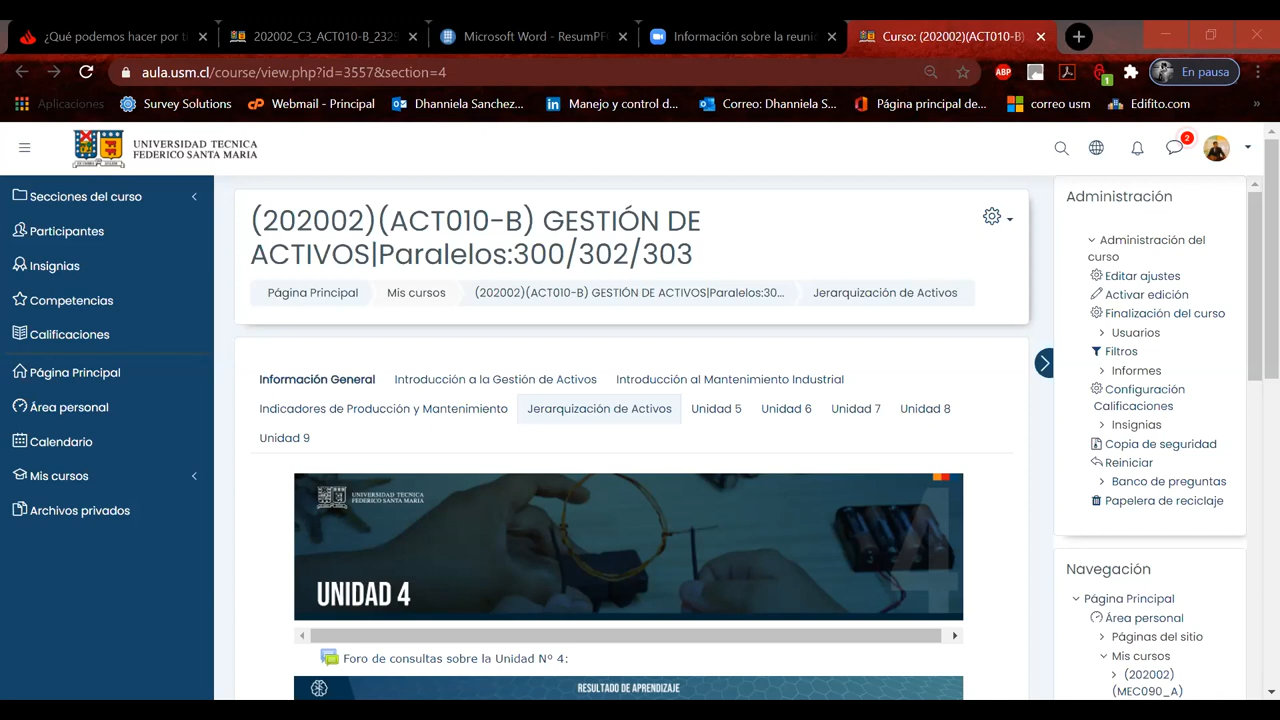 ¿Qué podemos hacer por ti
202002_C3_ACT010-B_2329
Microsoft Word - ResumPFC
Información sobre la reunió
Curso: (202002)(ACT010-B)
aula.usm.cl/course/view.php?id=3557&section=4
ABP
1
En pausa
Aplicaciones
Survey Solutions
Webmail - Principal
Dhanniela Sanchez...
Manejo y control d...
Correo: Dhanniela S...
Página principal de...
correo usm
Edifito.com
»
UNIVERSIDAD TECNICA
FEDERICO SANTA MARIA
2
Secciones del curso
Participantes
Insignias
Competencias
Calificaciones
Página Principal
Área personal
Calendario
Mis cursos
Archivos privados
(202002)(ACT010-B) GESTIÓN DE
ACTIVOS|Paralelos:300/302/303
Página Principal
Mis cursos
(202002)(ACT010-B) GESTIÓN DE ACTIVOS|Paralelos:30...
Jerarquización de Activos
Información General Introducción a la Gestión de Activos Introducción al Mantenimiento Industrial
Indicadores de Producción y Mantenimiento Jerarquización de Activos Unidad 5 Unidad 6 Unidad 7 Unidad 8
Unidad 9
UNIVERSIDAD TECNICA
FEDERICO SANTA MARIA
4
UNIDAD 4
Foro de consultas sobre la Unidad Nº 4:
RESULTADO DE APRENDIZAJE
Administración
Administración del
curso
Editar ajustes
Activar edición
Finalización del curso
Usuarios
Filtros
Informes
Configuración
Calificaciones
Insignias
Copia de seguridad
Reiniciar
Banco de preguntas
Papelera de reciclaje
Navegación
Página Principal
Área personal
Páginas del sitio
Mis cursos
(202002)
(MEC090_A)